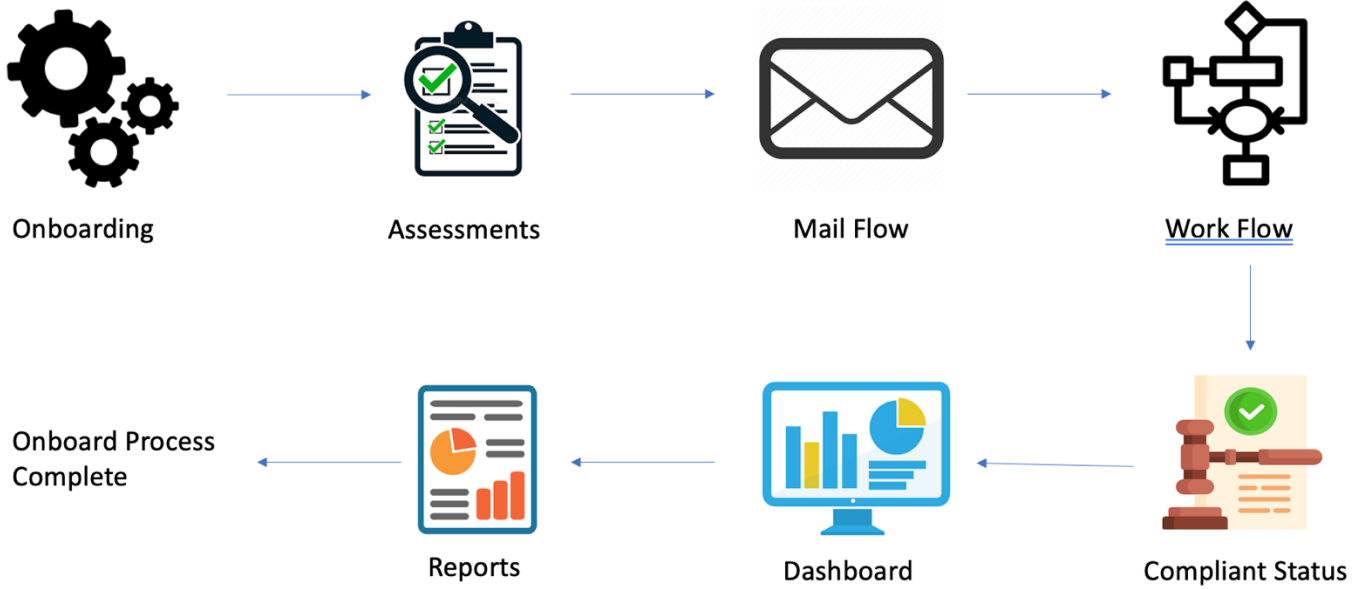 Onboarding
Assessments
Mail Flow
Work Flow
Onboard Process
Complete
Reports
Dashboard
Compliant Status